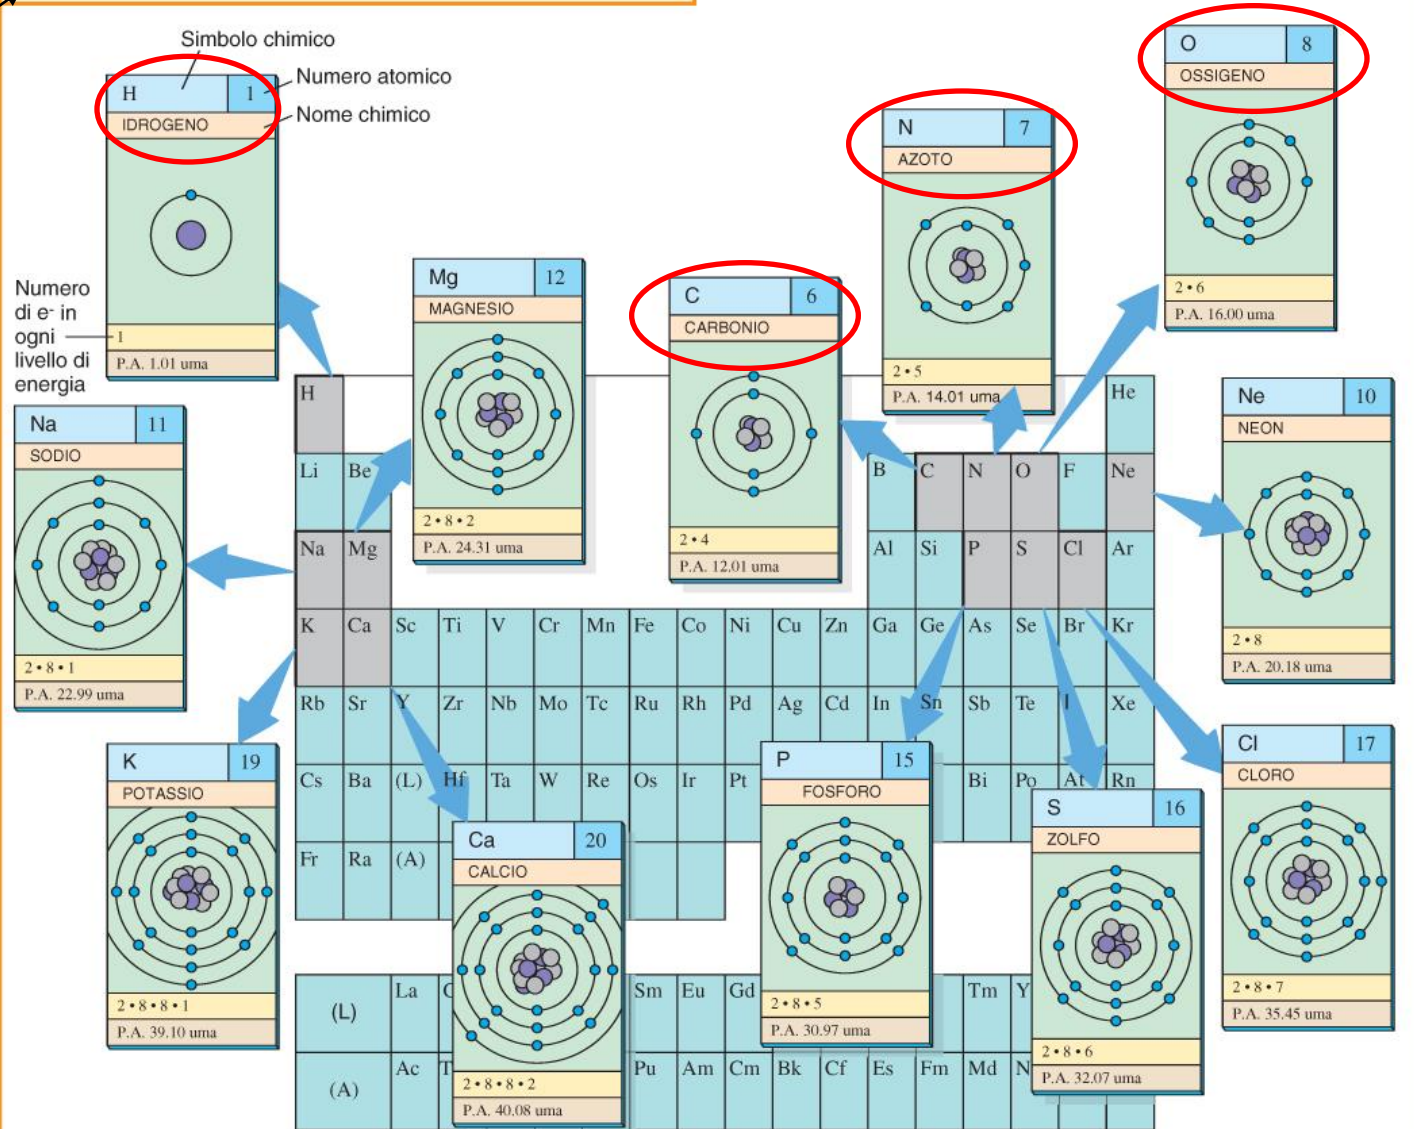 Simbolo chimico
H 1
Numero atomico
IDROGENO
Nome chimico
Numero
di e- in
ogni
livello di
energia
1
P.A. 1.01 uma
O 8
OSSIGENO
2 • 6
P.A. 16.00 uma
N 7
AZOTO
2 • 5
P.A. 14.01 uma
Mg 12
MAGNESIO
2 • 8 • 2
P.A. 24.31 uma
C 6
CARBONIO
2 • 4
P.A. 12.01 uma
Na 11
SODIO
2 • 8 • 1
P.A. 22.99 uma
Ne 10
NEON
2 • 8
P.A. 20.18 uma
H He
Li Be B C N O F Ne
Na Mg Al Si P S Cl Ar
K Ca Sc Ti V Cr Mn Fe Co Ni Cu Zn Ga Ge As Se Br Kr
Rb Sr Y Zr Nb Mo Tc Ru Rh Pd Ag Cd In Sn Sb Te I Xe
Cs Ba (L) Hf Ta W Re Os Ir Pt Bi Po At Rn
Fr Ra (A)
K 19
POTASSIO
2 • 8 • 8 • 1
P.A. 39.10 uma
Ca 20
CALCIO
2 • 8 • 8 • 2
P.A. 40.08 uma
P 15
FOSFORO
2 • 8 • 5
P.A. 30.97 uma
S 16
ZOLFO
2 • 8 • 6
P.A. 32.07 uma
Cl 17
CLORO
2 • 8 • 7
P.A. 35.45 uma
(L) La Sm Eu Gd Tm
(A) Ac Pu Am Cm Bk Cf Es Fm Md